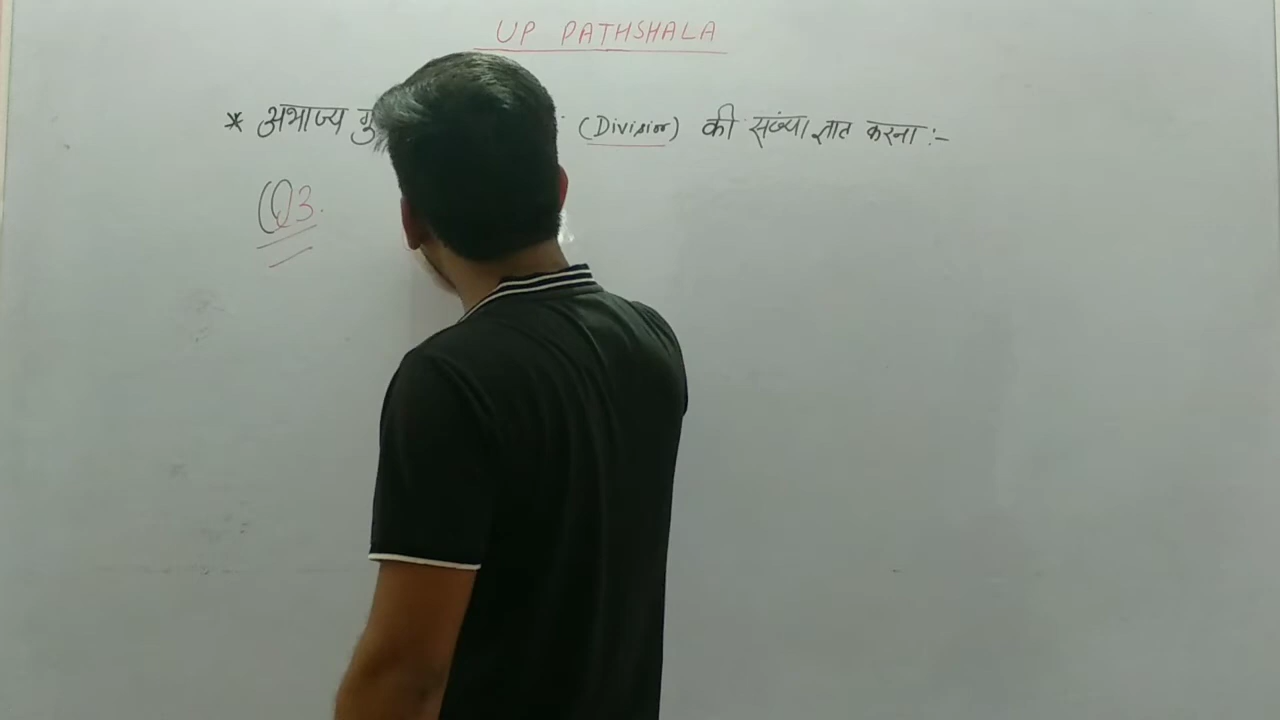 UP PATHSHALA
* अभाज्य (Division) की संख्या ज्ञात करना :-
Q3.